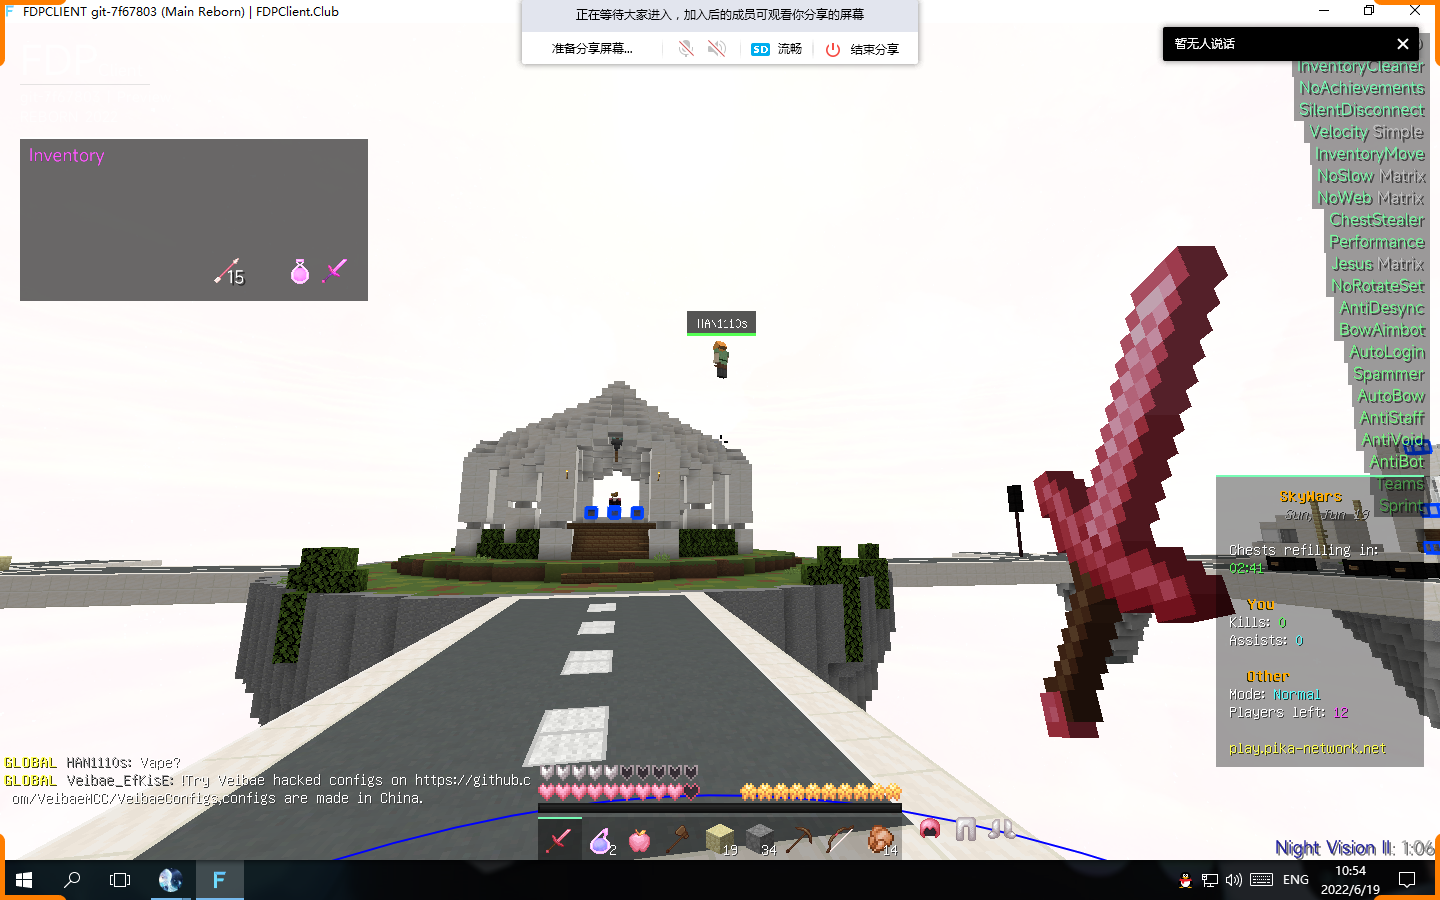 FDPCLIENT git-7f67803 (Main Reborn) | FDPClient.Club
正在等待大家进入，加入后的成员可观看你分享的屏幕
准备分享屏幕...
SD 流畅
结束分享
暂无人说话
FDP
Inventory
15
HAN1110s
InventoryCleaner
NoAchievements
SilentDisconnect
Velocity Simple
InventoryMove
NoSlow Matrix
NoWeb Matrix
ChestStealer
Performance
Jesus Matrix
NoRotateSet
AntiDesync
BowAimbot
AutoLogin
Spammer
AutoBow
AntiStaff
AntiVoid
AntiBot
Teams
Sprint
SkyWars
Sun, Jun 19
Chests refilling in:
02:41
You
Kills: 0
Assists: 0
Other
Mode: Normal
Players left: 12
play.pika-network.net
GLOBAL HAN1110s: Vape?
GLOBAL Veibae_EfKisE: !Try Veibae hacked configs on https://github.c
om/VeibaeMCC/VeibaeConfigs,configs are made in China.
2
19
34
14
Night Vision II: 1:06
F
ENG
10:54
2022/6/19